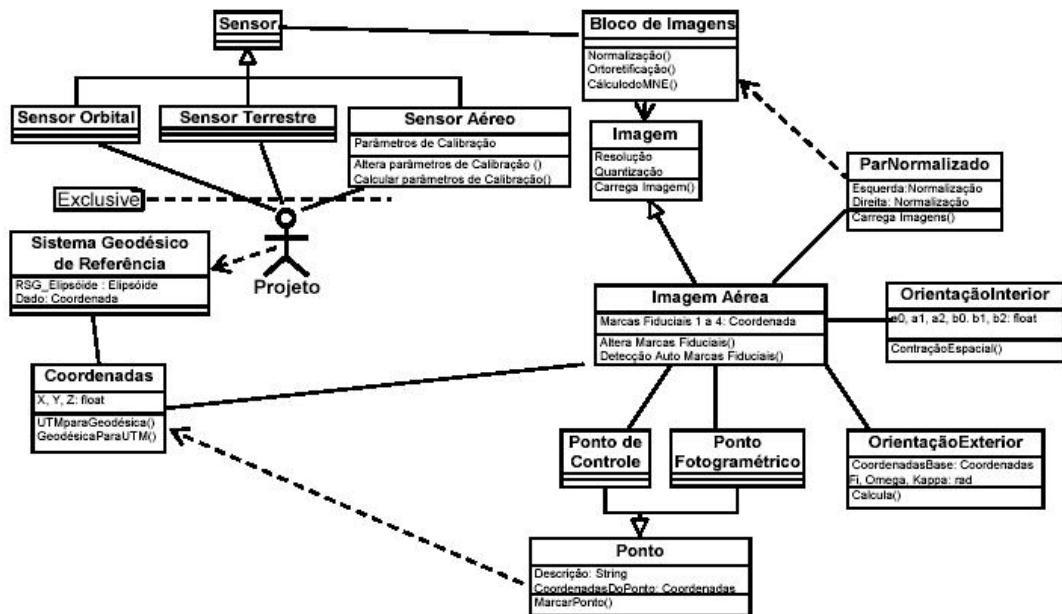 Sensor
Bloco de Imagens
Normalização()
Ortoretificação()
CálculodoMNE()
Sensor Orbital
Sensor Terrestre
Sensor Aéreo
Parâmetros de Calibração
Altera parâmetros de Calibração ()
Calcular parâmetros de Calibração()
Imagem
Resolução
Quantização
Carrega Imagem()
ParNormalizado
Esquerda:Normalização
Direita: Normalização
Carrega Imagens()
Exclusive
Projeto
Sistema Geodésico
de Referência
RSG_Elipsóide : Elipsóide
Dado: Coordenada
Imagem Aérea
Marcas Fiduciais 1 a 4: Coordenada
Altera Marcas Fiduciais()
Detecção Auto Marcas Fiduciais()
OrientaçãoInterior
a0, a1, a2, b0. b1, b2: float
ContraçãoEspacial()
Coordenadas
X, Y, Z: float
UTMparaGeodésica()
GeodésicaParaUTM()
Ponto de
Controle
Ponto
Fotogramétrico
OrientaçãoExterior
CoordenadasBase: Coordenadas
Fi, Omega, Kappa: rad
Calcula()
Ponto
Descrição: String
CoordenadasDoPonto: Coordenadas
MarcarPonto()